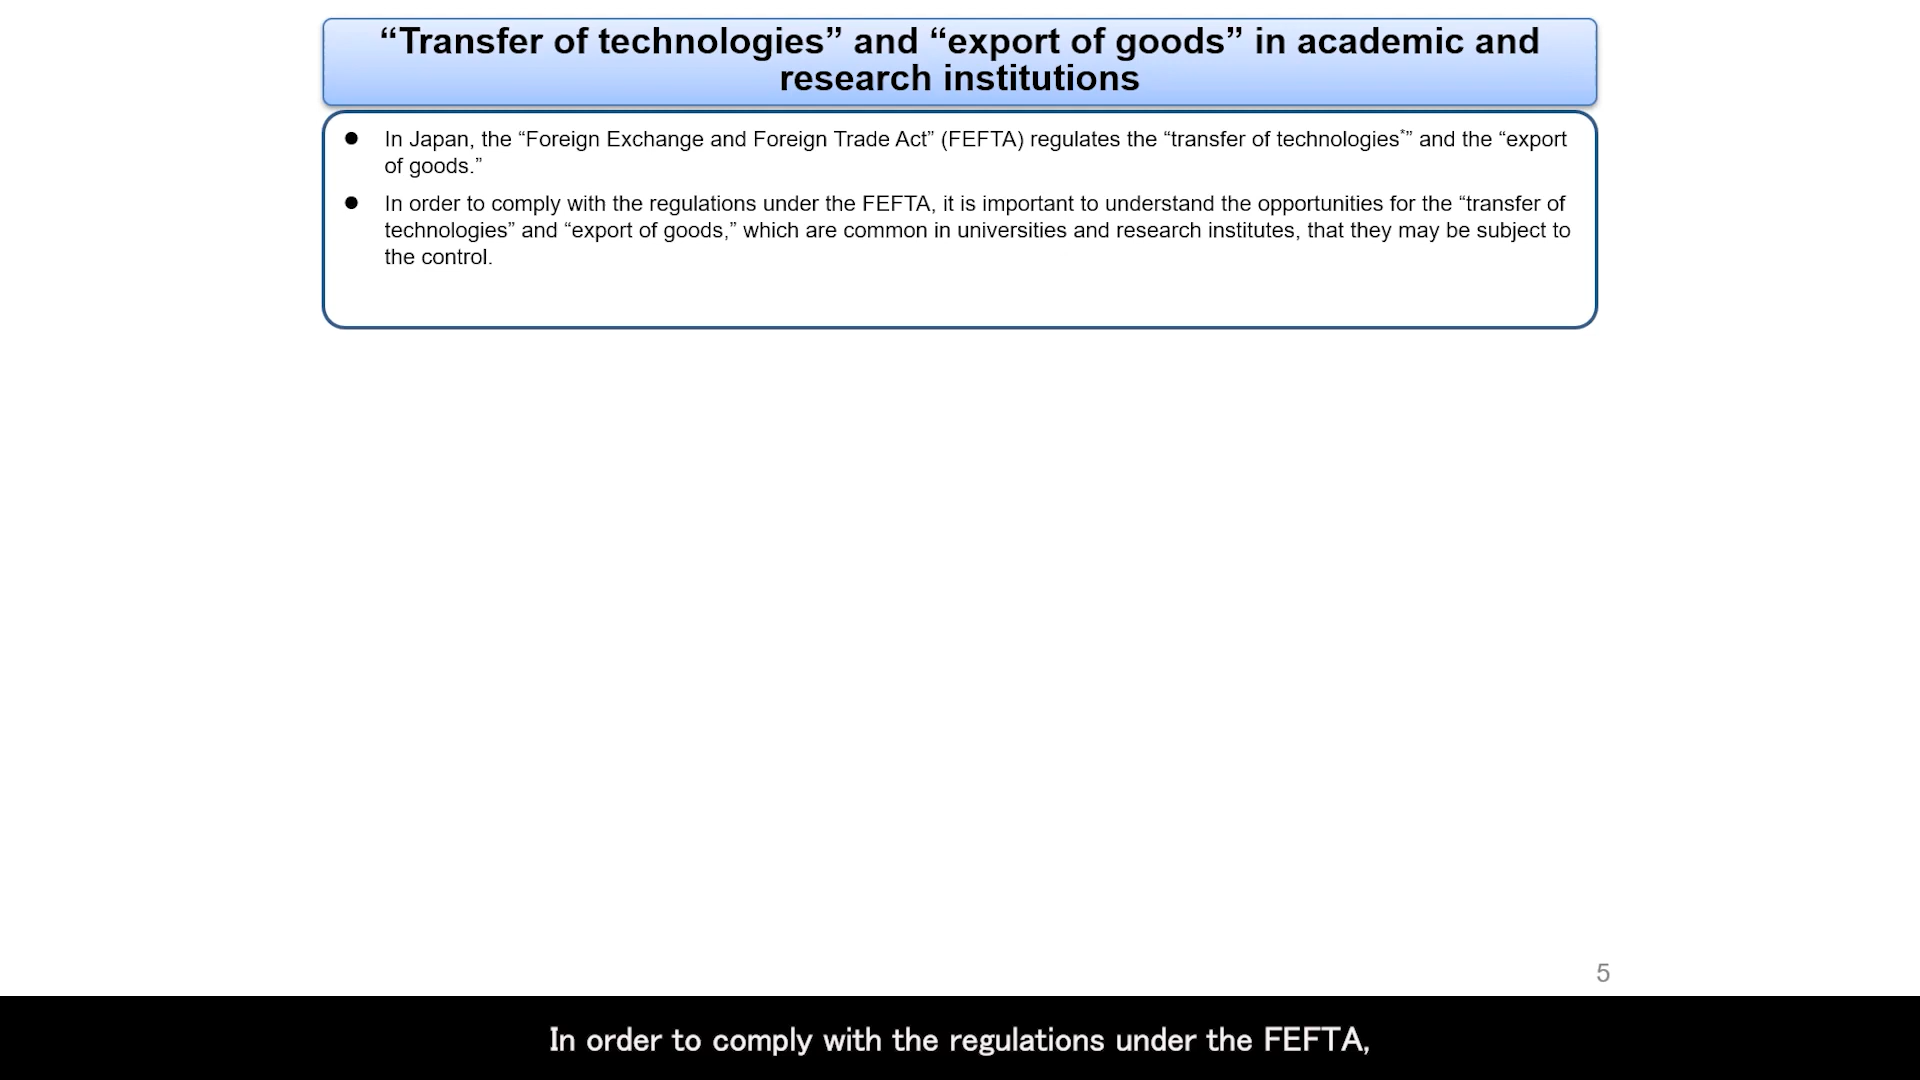 “Transfer of technologies” and “export of goods” in academic and
research institutions
● In Japan, the “Foreign Exchange and Foreign Trade Act” (FEFTA) regulates the “transfer of technologies*” and the “export
of goods.”
● In order to comply with the regulations under the FEFTA, it is important to understand the opportunities for the “transfer of
technologies” and “export of goods,” which are common in universities and research institutes, that they may be subject to
the control.
5
In order to comply with the regulations under the FEFTA,